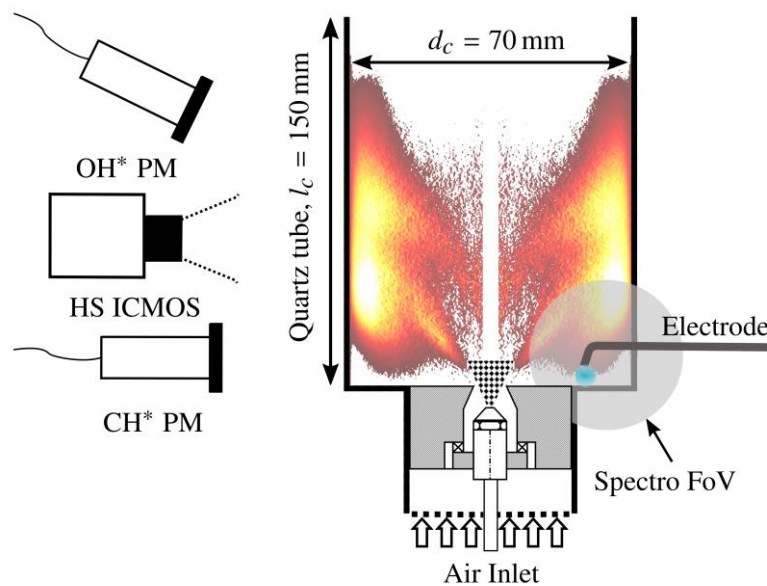 OH* PM
HS ICMOS
CH* PM
Quartz tube, l_c = 150 mm
d_c = 70 mm
Electrode
Spectro FoV
Air Inlet